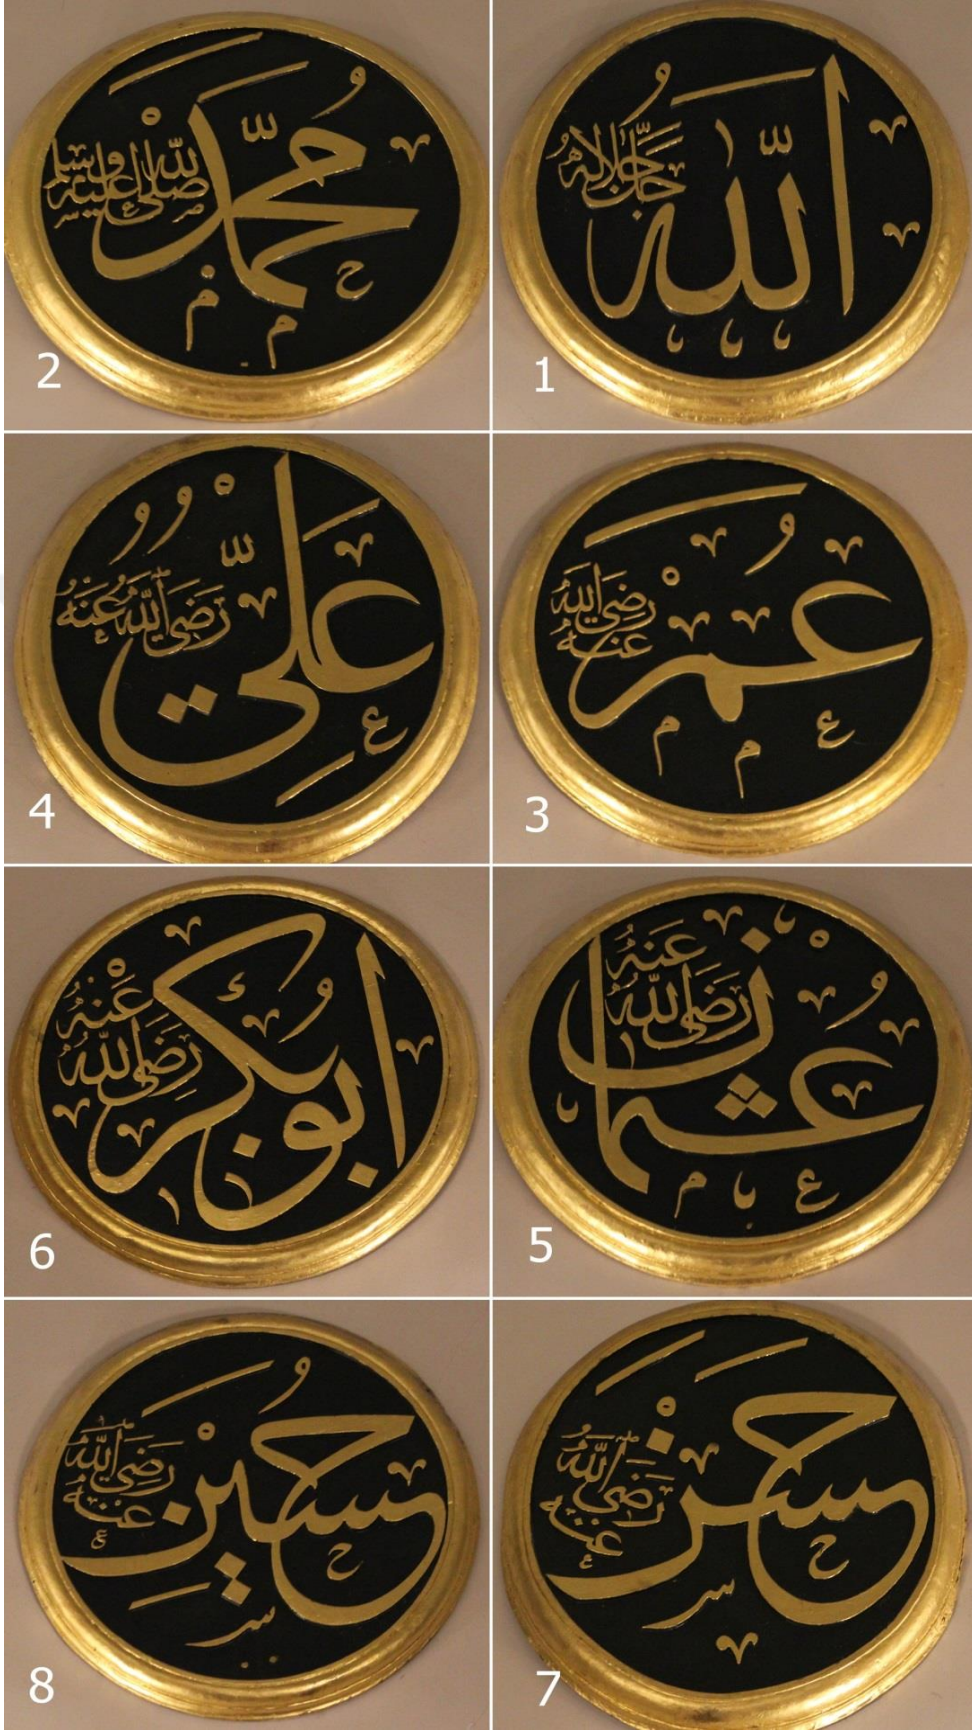 الله
جل جلاله
1
محمد
صلى الله عليه وسلم
2
عمر
رضي الله عنه
3
علي
رضي الله عنه
4
عثمان
رضي الله عنه
5
ابو بكر
رضي الله عنه
6
حسن
رضي الله عنه
7
حسين
رضي الله عنه
8